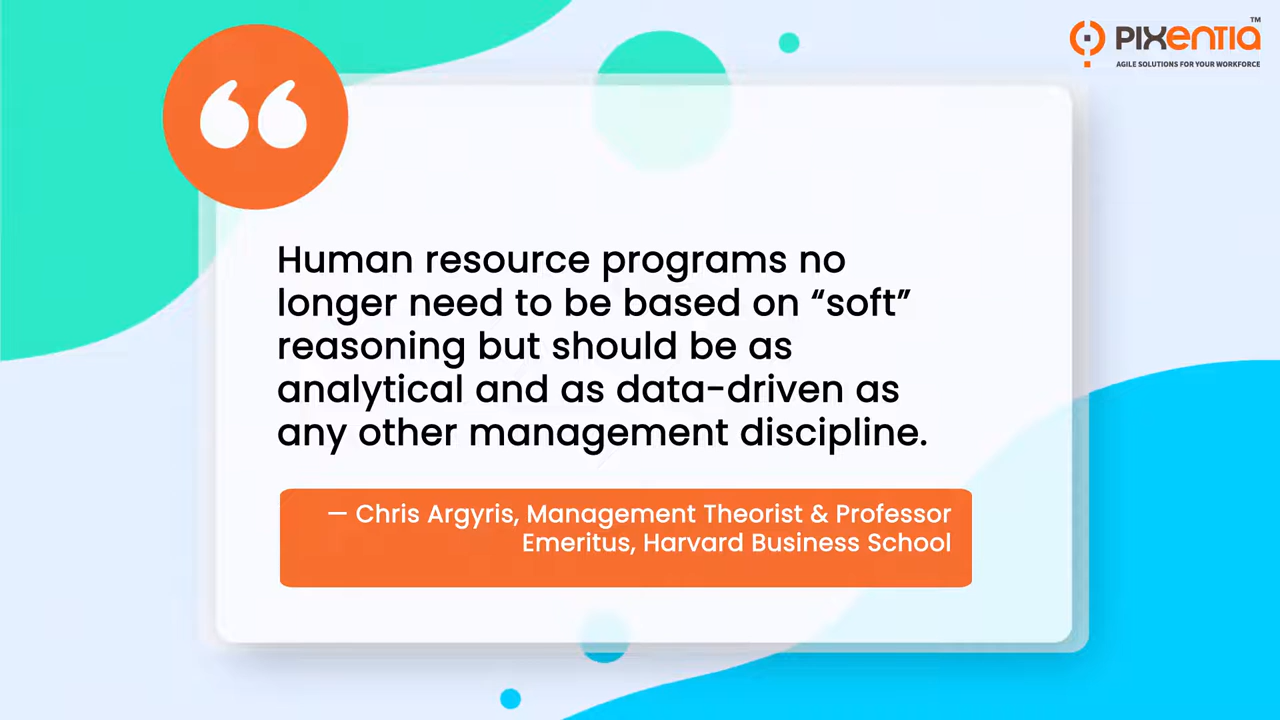 PIXENTIA™
AGILE SOLUTIONS FOR YOUR WORKFORCE
“
Human resource programs no
longer need to be based on “soft”
reasoning but should be as
analytical and as data-driven as
any other management discipline.
— Chris Argyris, Management Theorist & Professor
Emeritus, Harvard Business School